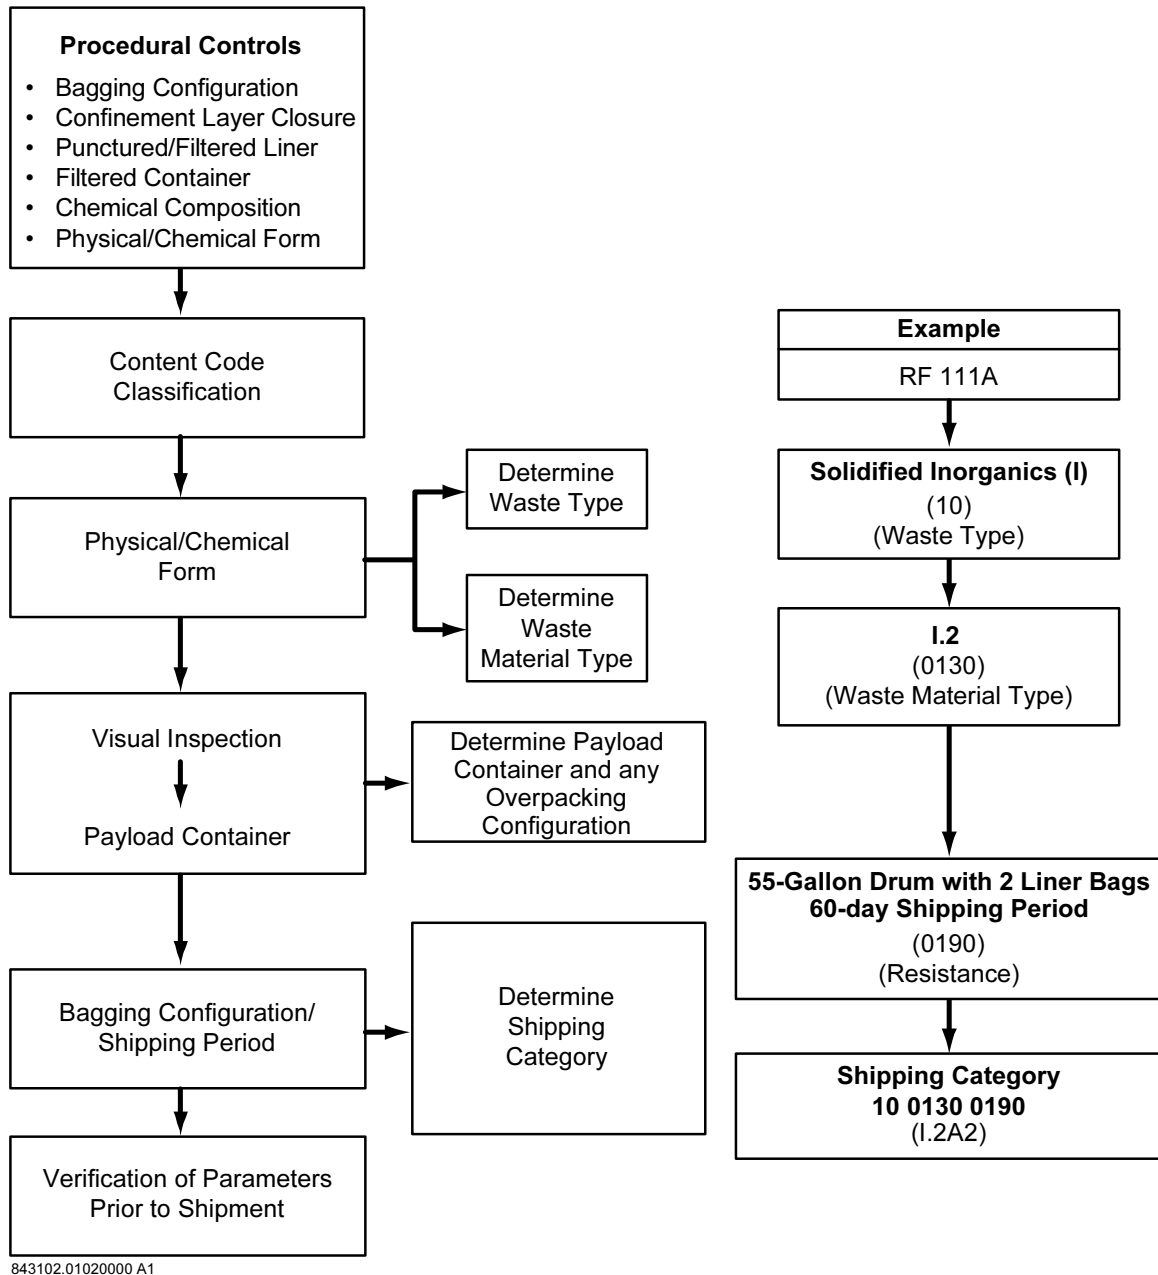 Procedural Controls
• Bagging Configuration
• Confinement Layer Closure
• Punctured/Filtered Liner
• Filtered Container
• Chemical Composition
• Physical/Chemical Form
Content Code
Classification
Physical/Chemical
Form
Determine
Waste Type
Determine
Waste
Material Type
Visual Inspection
Payload Container
Determine Payload
Container and any
Overpacking
Configuration
Bagging Configuration/
Shipping Period
Determine
Shipping
Category
Verification of Parameters
Prior to Shipment
843102.01020000 A1
Example
RF 111A
Solidified Inorganics (I)
(10)
(Waste Type)
I.2
(0130)
(Waste Material Type)
55-Gallon Drum with 2 Liner Bags
60-day Shipping Period
(0190)
(Resistance)
Shipping Category
10 0130 0190
(I.2A2)